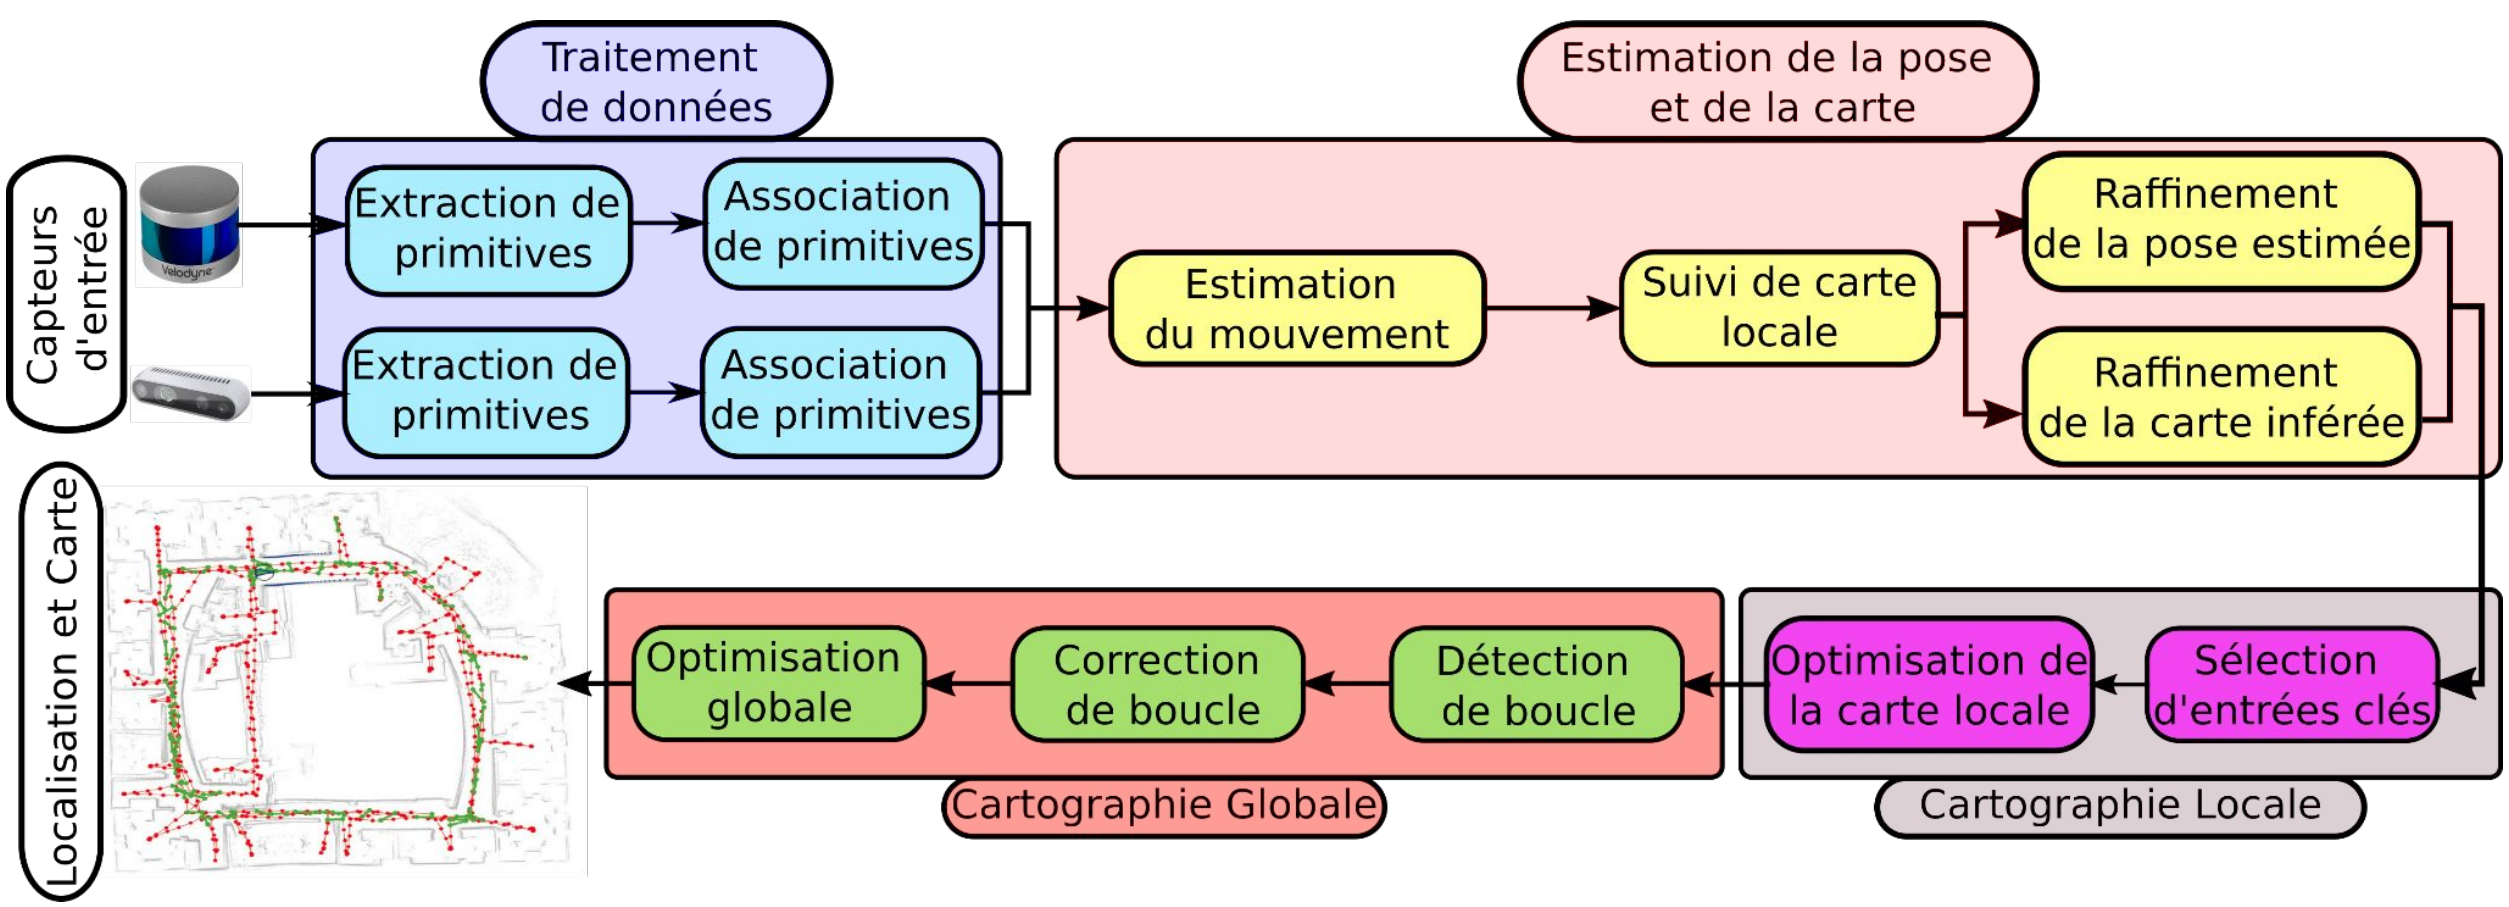 Traitement
de données
Estimation de la pose
et de la carte
Capteurs
d'entrée
Velodyne
Extraction de
primitives
Association
de primitives
Extraction de
primitives
Association
de primitives
Estimation
du mouvement
Suivi de carte
locale
Raffinement
de la pose estimée
Raffinement
de la carte inférée
Localisation et Carte
Optimisation
globale
Correction
de boucle
Détection
de boucle
Optimisation de
la carte locale
Sélection
d'entrées clés
Cartographie Globale
Cartographie Locale